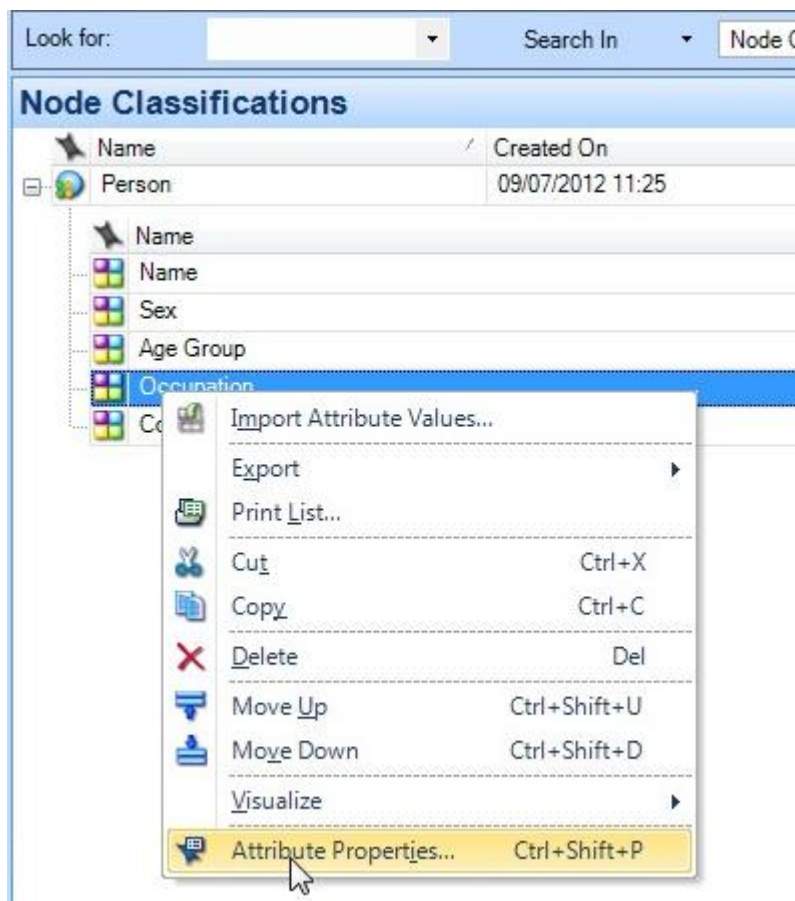 Look for: Search In Node
Node Classifications
Name Created On
Person 09/07/2012 11:25
Name
Name
Sex
Age Group
Occupation
Import Attribute Values...
Export
Print List...
Cut Ctrl+X
Copy Ctrl+C
Delete Del
Move Up Ctrl+Shift+U
Move Down Ctrl+Shift+D
Visualize
Attribute Properties... Ctrl+Shift+P